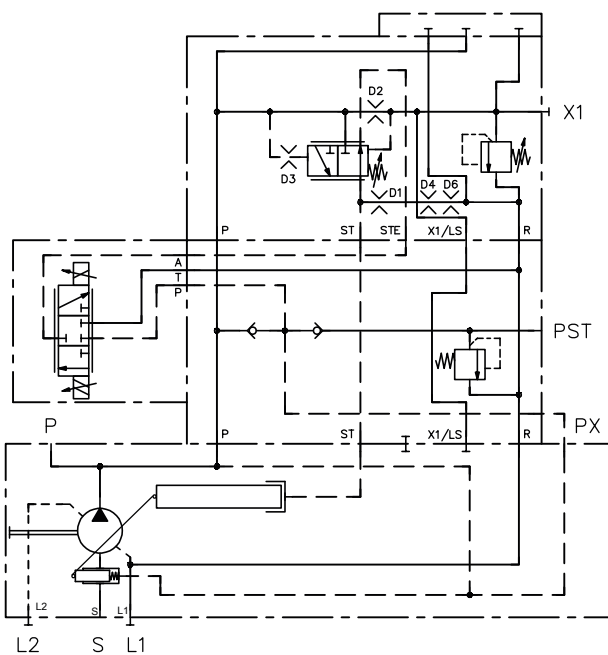 D2
X1
D3
D1
D4 D6
P ST STE X1/LS R
A
T
P
PST
P PX
P ST X1/LS R
L2 S L1
L2 S L1